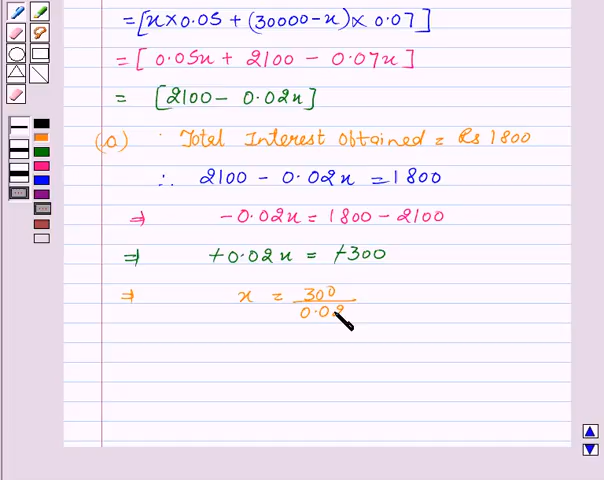 = [x × 0.05 + (30000 - x) × 0.07]
= [0.05x + 2100 - 0.07x]
= [2100 - 0.02x]
(a) ∵ Total Interest Obtained = Rs 1800
∴ 2100 - 0.02x = 1800
⇒ -0.02x = 1800 - 2100
⇒ +0.02x = +300
⇒ x = 300/0.02